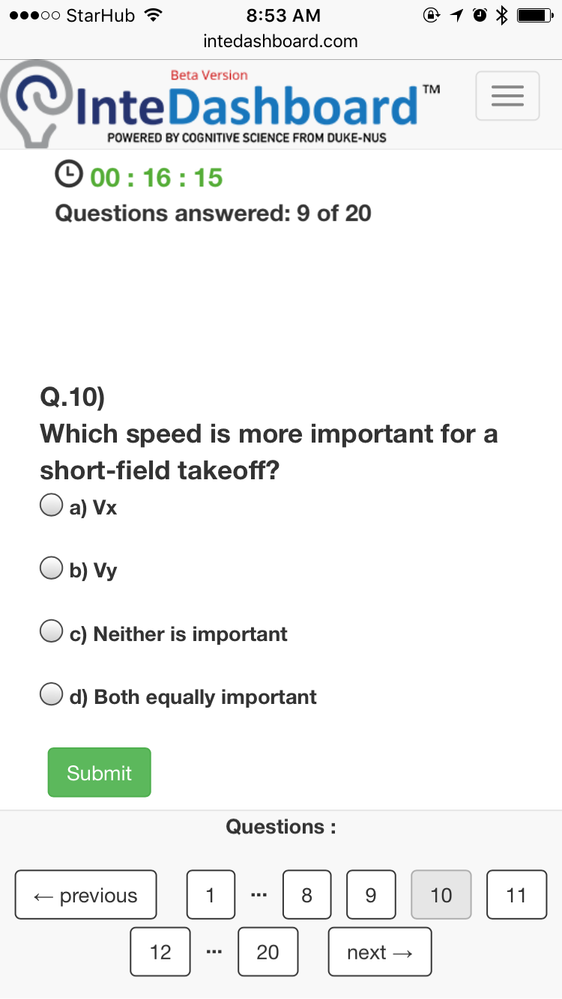 StarHub 8:53 AM
intedashboard.com
Beta Version
InteDashboard™
POWERED BY COGNITIVE SCIENCE FROM DUKE-NUS
00 : 16 : 15
Questions answered: 9 of 20
Q.10)
Which speed is more important for a
short-field takeoff?
a) Vx
b) Vy
c) Neither is important
d) Both equally important
Submit
Questions :
← previous 1 ... 8 9 10 11
12 ... 20 next →